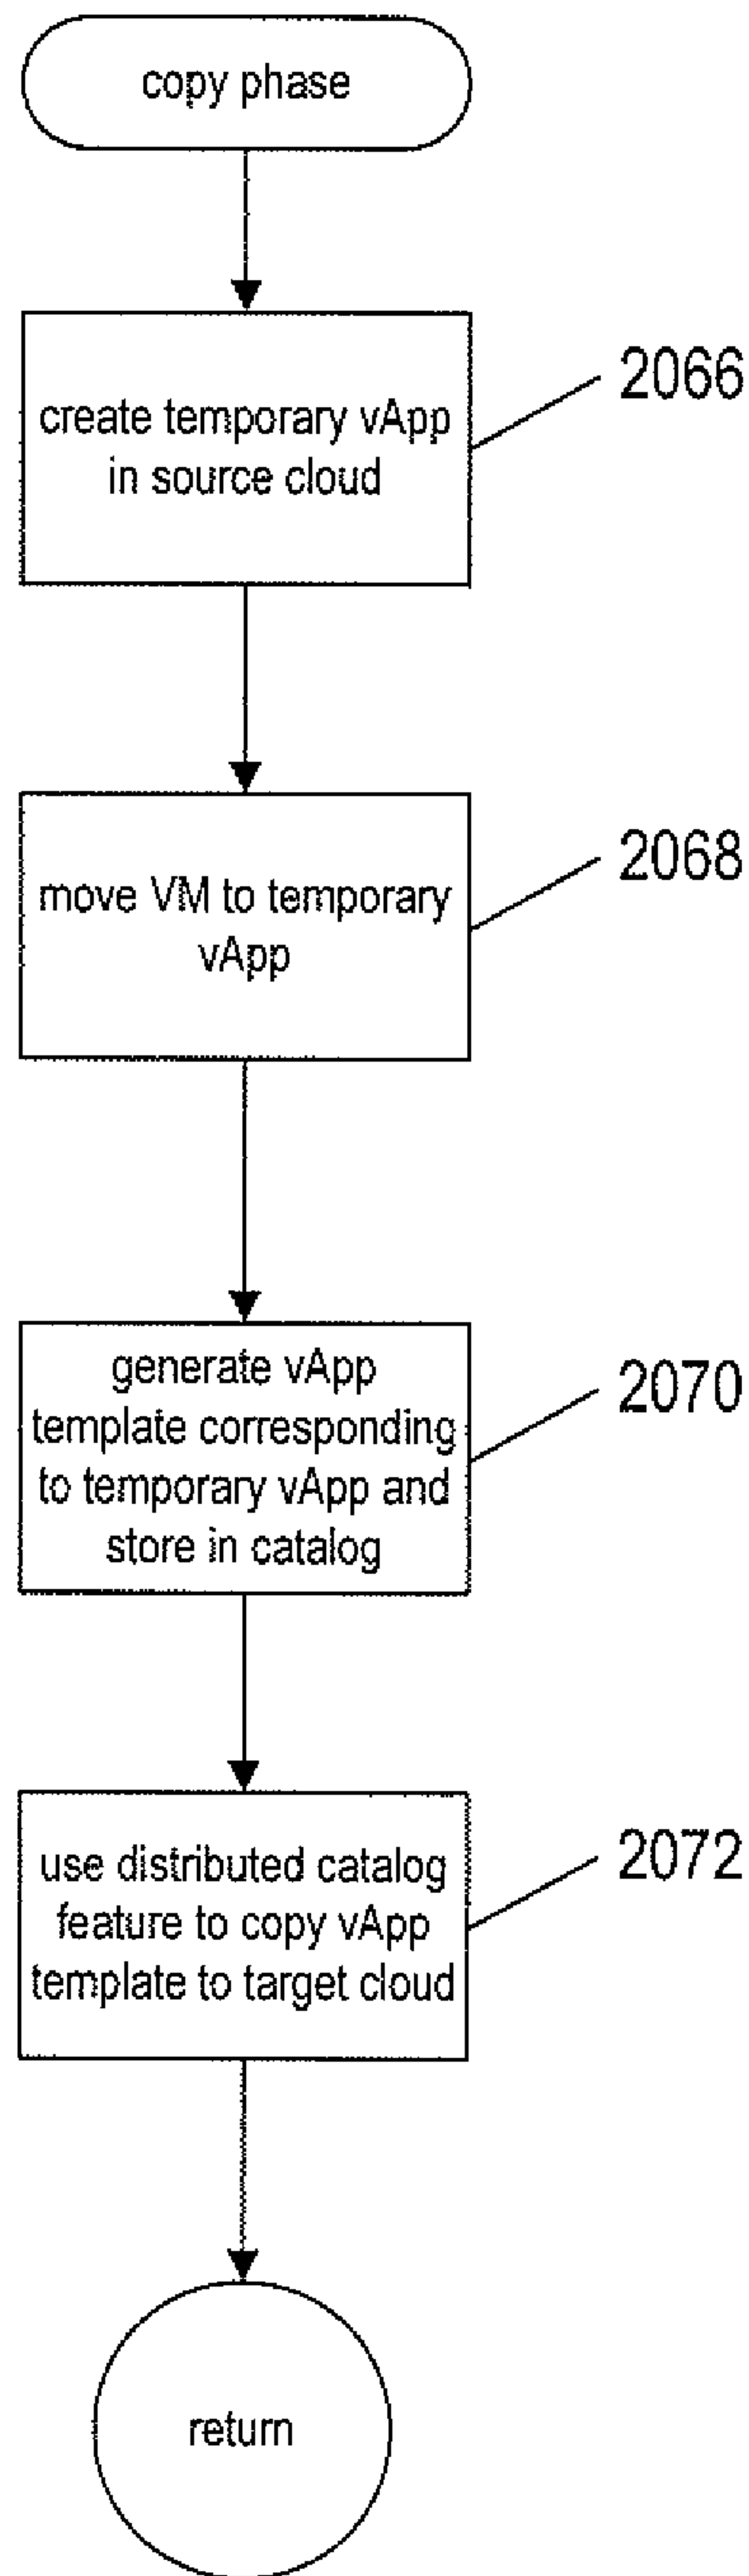 copy phase
create temporary vApp
in source cloud
2066
move VM to temporary
vApp
2068
generate vApp
template corresponding
to temporary vApp and
store in catalog
2070
use distributed catalog
feature to copy vApp
template to target cloud
2072
return